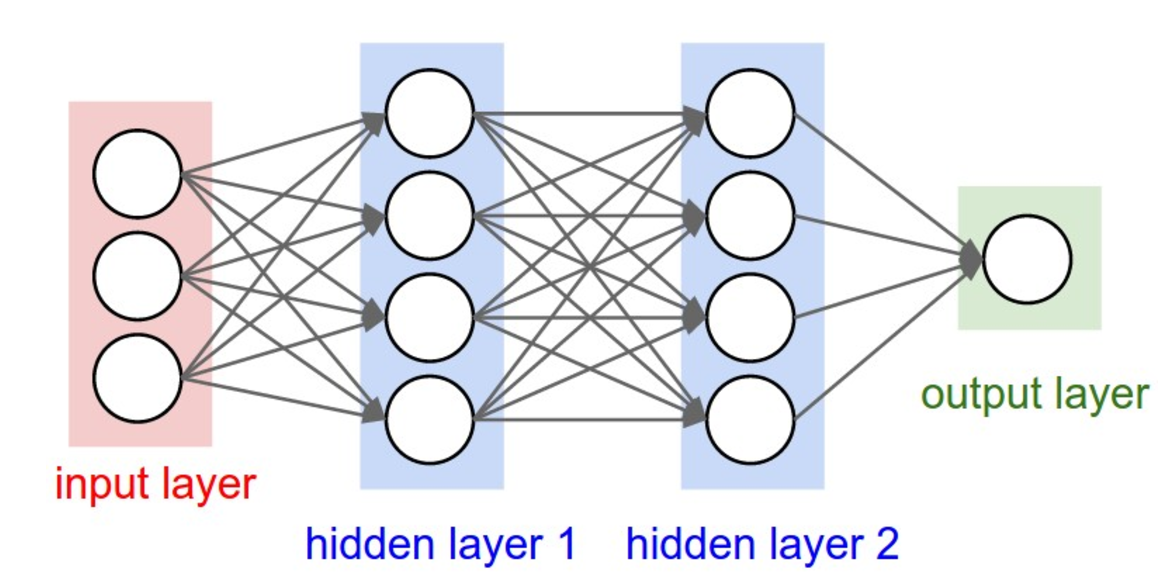 input layer
hidden layer 1
hidden layer 2
output layer